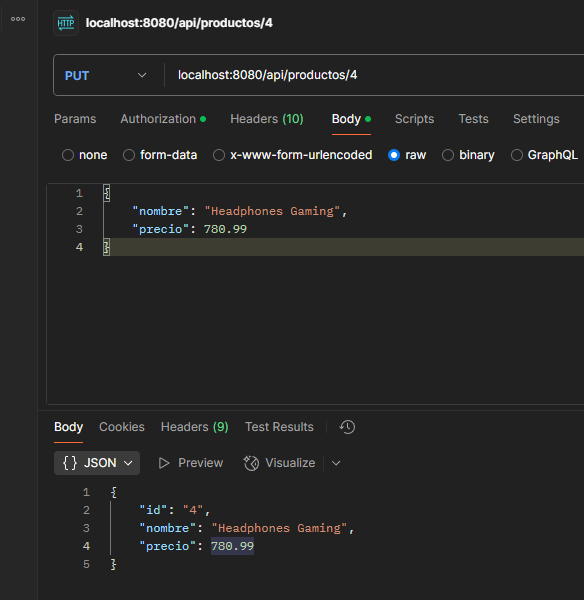 HTTP localhost:8080/api/productos/4
PUT localhost:8080/api/productos/4
Params Authorization Headers (10) Body Scripts Tests Settings
none form-data x-www-form-urlencoded raw binary GraphQL
1 {
2 "nombre": "Headphones Gaming",
3 "precio": 780.99
4 }
Body Cookies Headers (9) Test Results
{ } JSON Preview Visualize
1 {
2 "id": "4",
3 "nombre": "Headphones Gaming",
4 "precio": 780.99
5 }